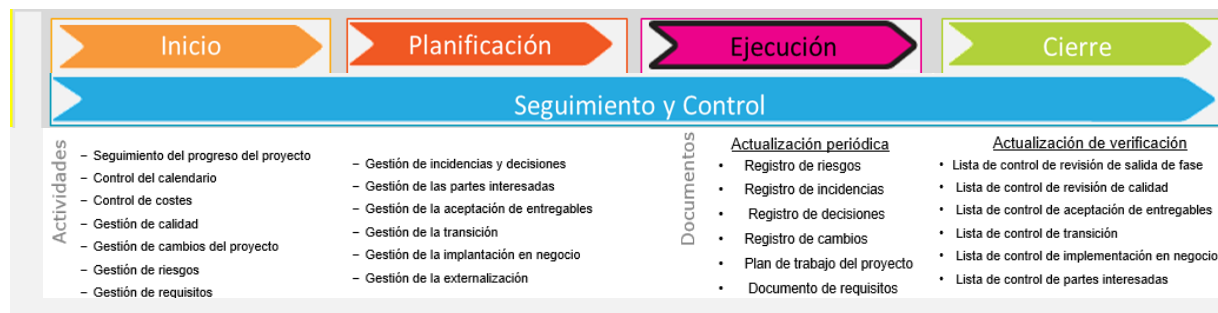 Inicio
Planificación
Ejecución
Cierre
Seguimiento y Control
Actividades
– Seguimiento del progreso del proyecto
– Control del calendario
– Control de costes
– Gestión de calidad
– Gestión de cambios del proyecto
– Gestión de riesgos
– Gestión de requisitos
– Gestión de incidencias y decisiones
– Gestión de las partes interesadas
– Gestión de la aceptación de entregables
– Gestión de la transición
– Gestión de la implantación en negocio
– Gestión de la externalización
Documentos
Actualización periódica
• Registro de riesgos
• Registro de incidencias
• Registro de decisiones
• Registro de cambios
• Plan de trabajo del proyecto
• Documento de requisitos
Actualización de verificación
• Lista de control de revisión de salida de fase
• Lista de control de revisión de calidad
• Lista de control de aceptación de entregables
• Lista de control de transición
• Lista de control de implementación en negocio
• Lista de control de partes interesadas